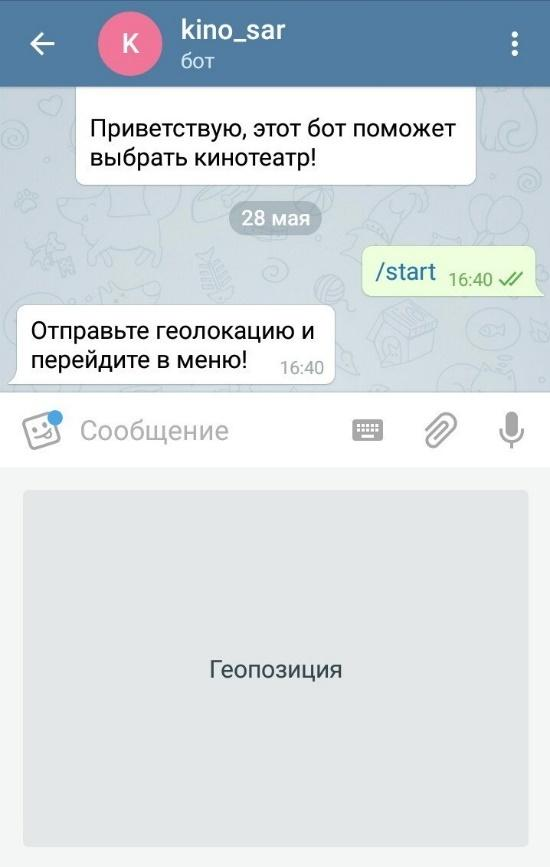 K
kino_sar
бот
Приветствую, этот бот поможет
выбрать кинотеатр!
28 мая
/start 16:40
Отправьте геолокацию и
перейдите в меню! 16:40
Сообщение
Геопозиция